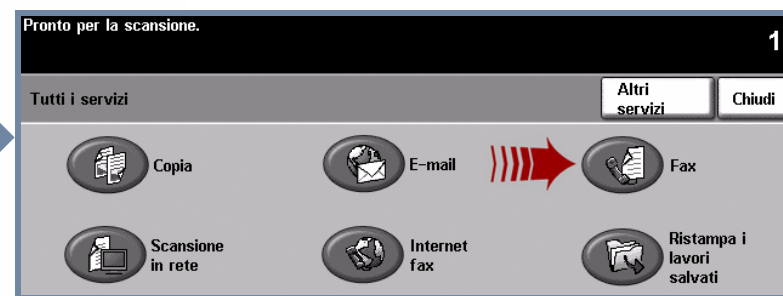 Pronto per la scansione.
1
Tutti i servizi
Altri
servizi
Chiudi
Copia
E-mail
Fax
Scansione
in rete
Internet
fax
Ristampa i
lavori
salvati